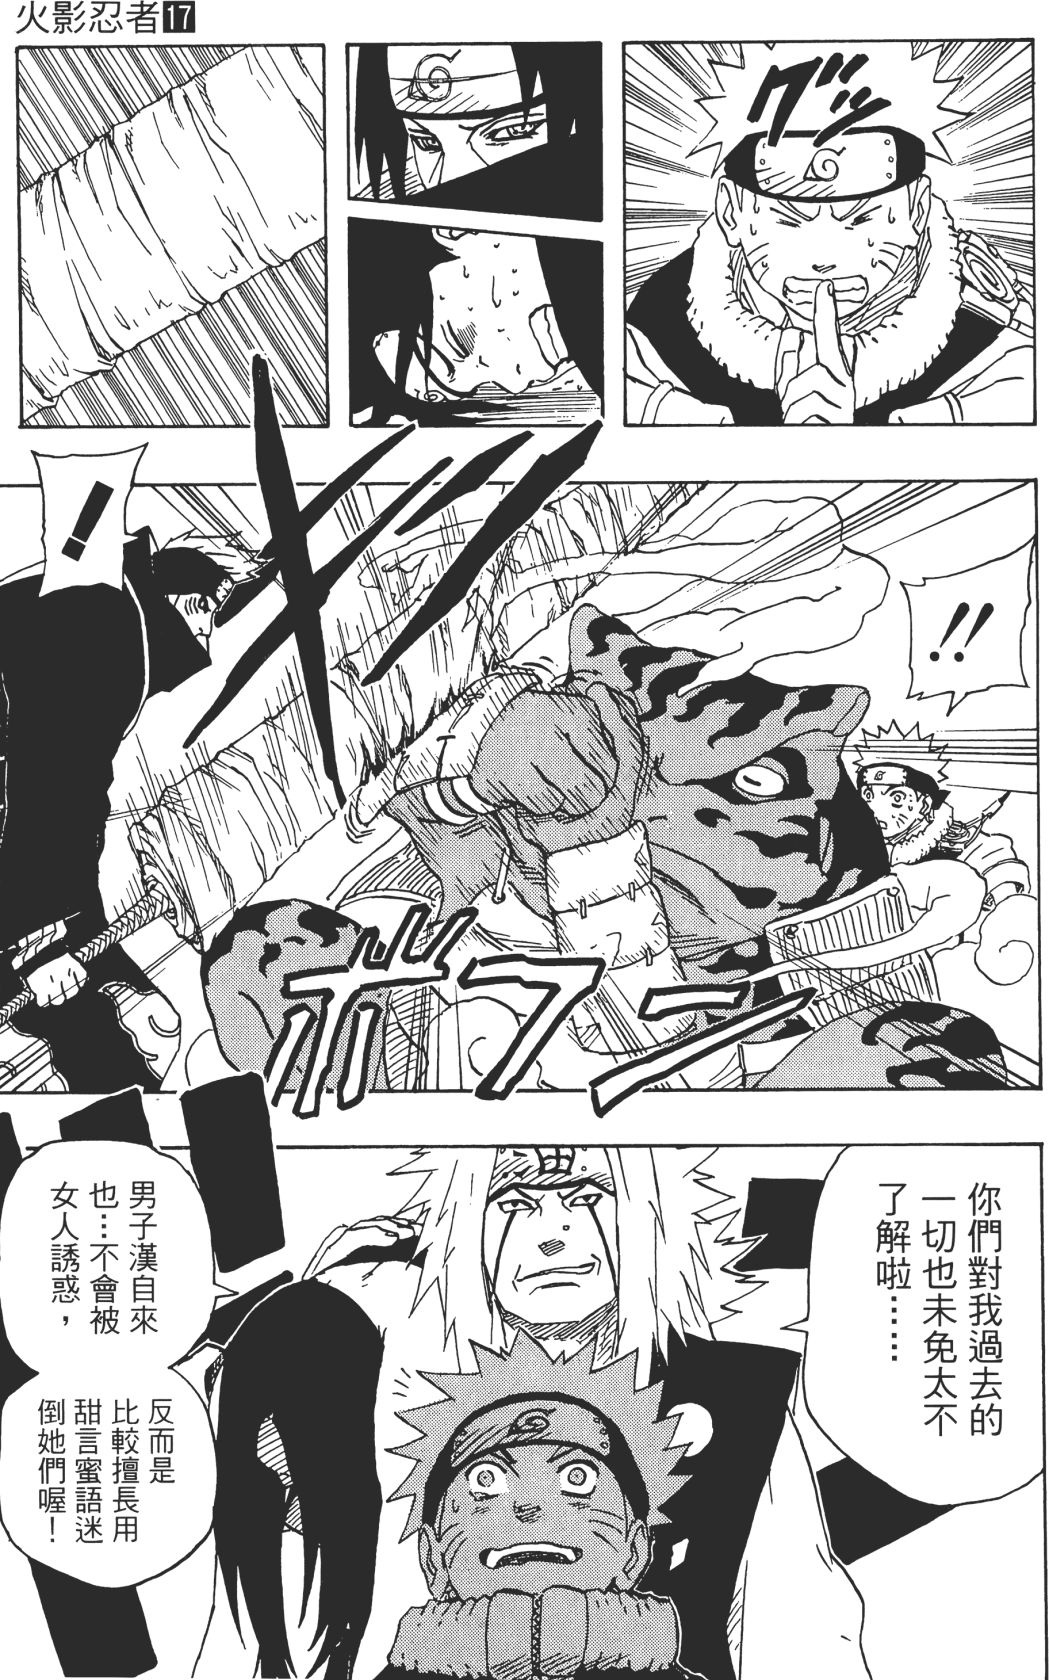 火影忍者17
グッ
!
メン
!!
ボフン
你們對我過去的
一切也未免太不
了解啦……
油
男子漢自來
也…不會被
女人誘惑，
反而是
比較擅長用
甜言蜜語迷
倒她們喔！